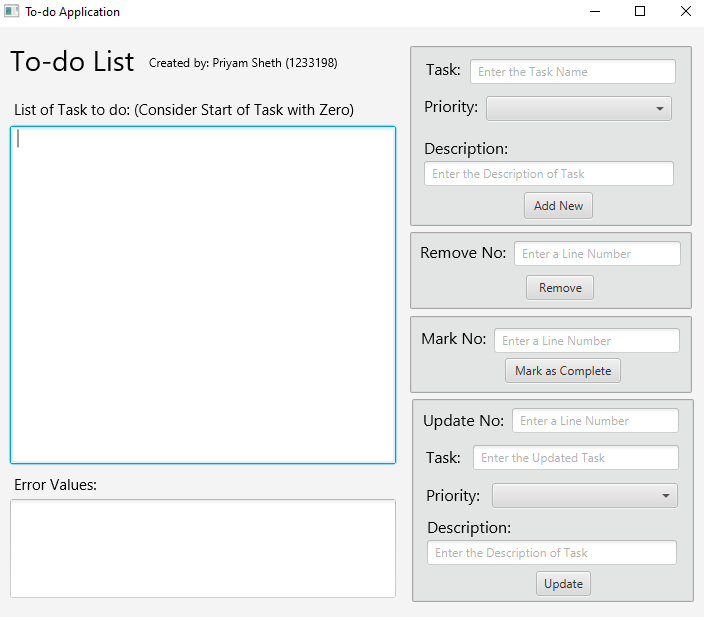 To-do Application
To-do List
Created by: Priyam Sheth (1233198)
List of Task to do: (Consider Start of Task with Zero)
Error Values:
Task: Enter the Task Name
Priority:
Description:
Enter the Description of Task
Add New
Remove No: Enter a Line Number
Remove
Mark No: Enter a Line Number
Mark as Complete
Update No: Enter a Line Number
Task: Enter the Updated Task
Priority:
Description:
Enter the Description of Task
Update